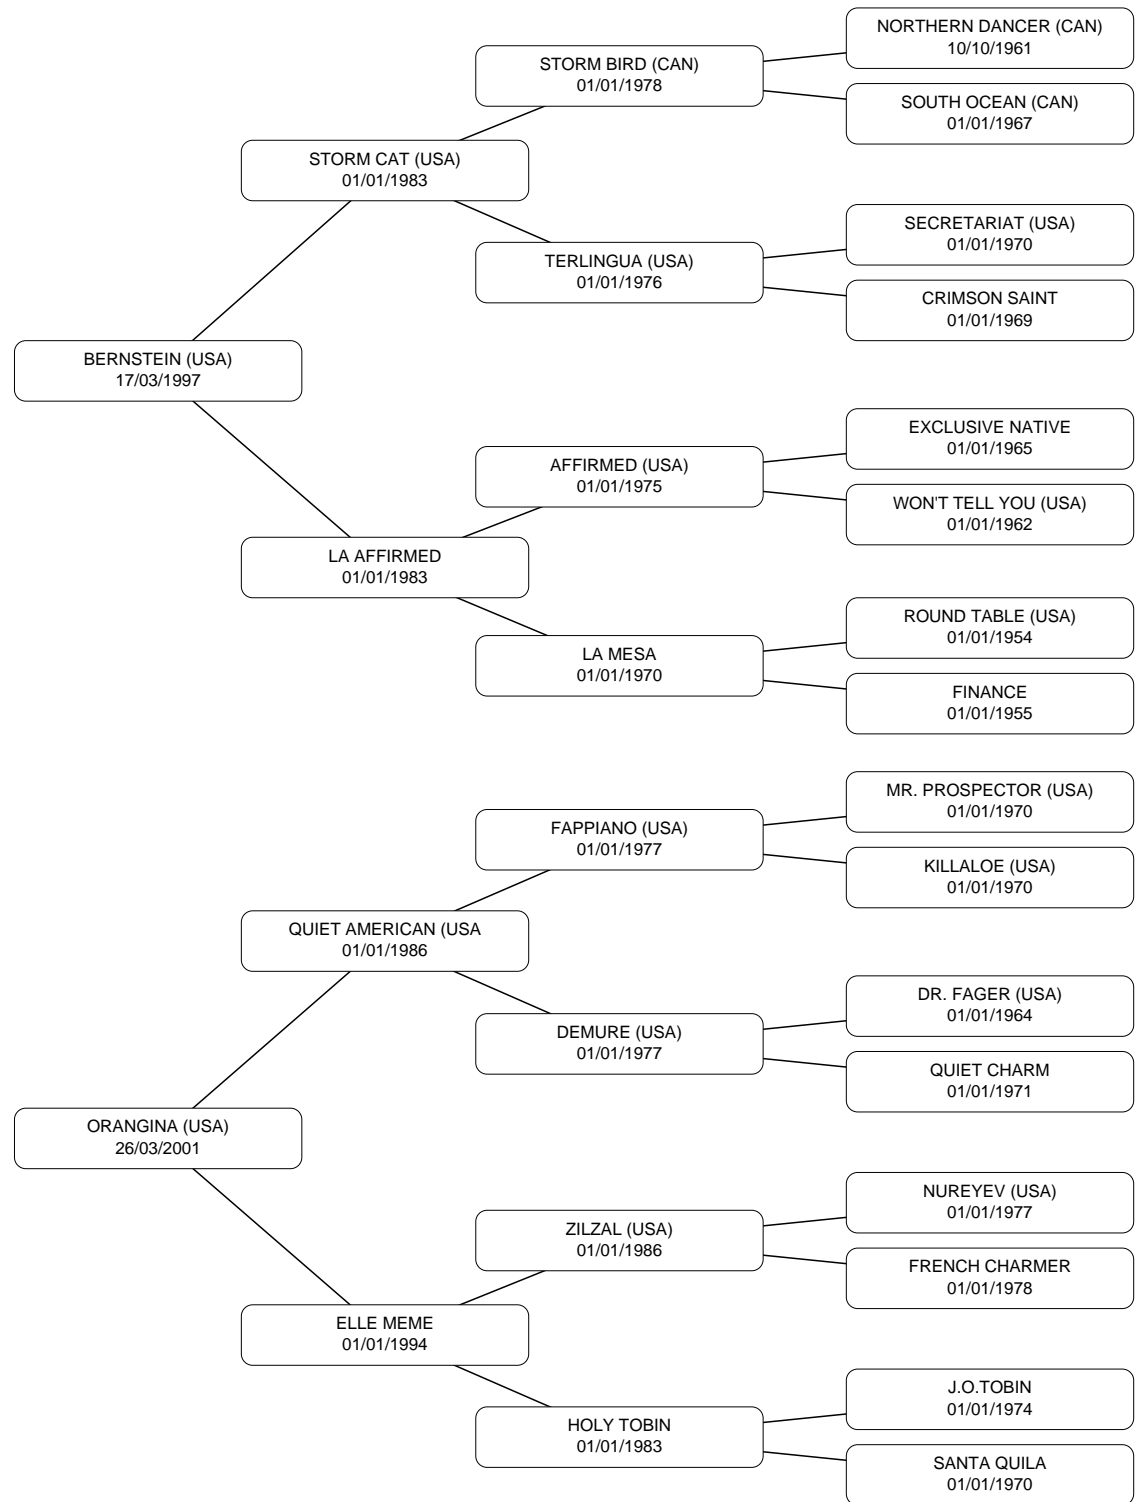 NORTHERN DANCER (CAN)
10/10/1961
STORM BIRD (CAN)
01/01/1978
SOUTH OCEAN (CAN)
01/01/1967
STORM CAT (USA)
01/01/1983
SECRETARIAT (USA)
01/01/1970
TERLINGUA (USA)
01/01/1976
CRIMSON SAINT
01/01/1969
BERNSTEIN (USA)
17/03/1997
EXCLUSIVE NATIVE
01/01/1965
AFFIRMED (USA)
01/01/1975
WON'T TELL YOU (USA)
01/01/1962
LA AFFIRMED
01/01/1983
ROUND TABLE (USA)
01/01/1954
LA MESA
01/01/1970
FINANCE
01/01/1955
MR. PROSPECTOR (USA)
01/01/1970
FAPPIANO (USA)
01/01/1977
KILLALOE (USA)
01/01/1970
QUIET AMERICAN (USA
01/01/1986
DR. FAGER (USA)
01/01/1964
DEMURE (USA)
01/01/1977
QUIET CHARM
01/01/1971
ORANGINA (USA)
26/03/2001
NUREYEV (USA)
01/01/1977
ZILZAL (USA)
01/01/1986
FRENCH CHARMER
01/01/1978
ELLE MEME
01/01/1994
J.O.TOBIN
01/01/1974
HOLY TOBIN
01/01/1983
SANTA QUILA
01/01/1970